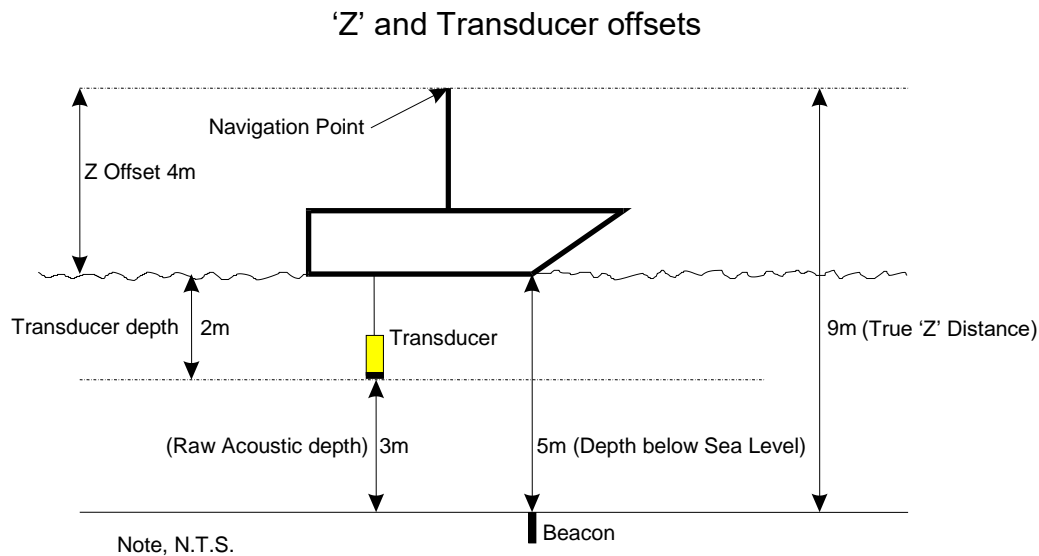 ‘Z’ and Transducer offsets
Navigation Point
Z Offset 4m
Transducer depth 2m
Transducer
9m (True ‘Z’ Distance)
(Raw Acoustic depth) 3m
5m (Depth below Sea Level)
Beacon
Note, N.T.S.